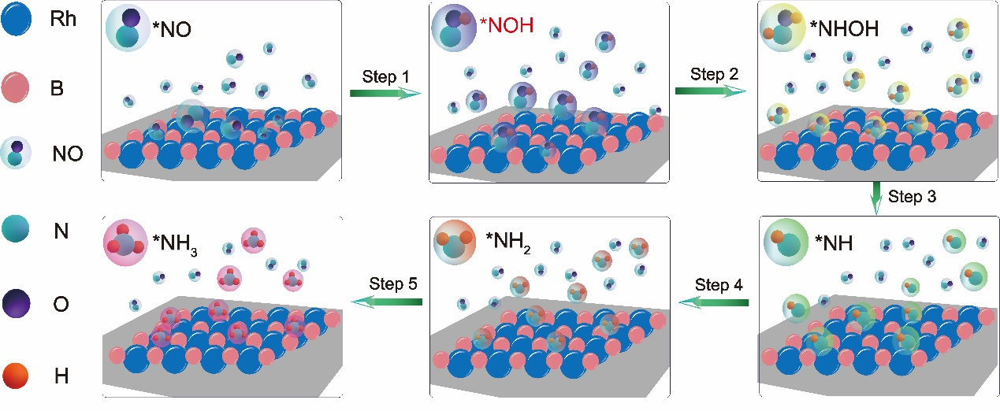 Rh
B
NO
N
O
H
*NO
Step 1
*NOH
Step 2
*NHOH
Step 3
*NH
Step 4
*NH₂
Step 5
*NH₃